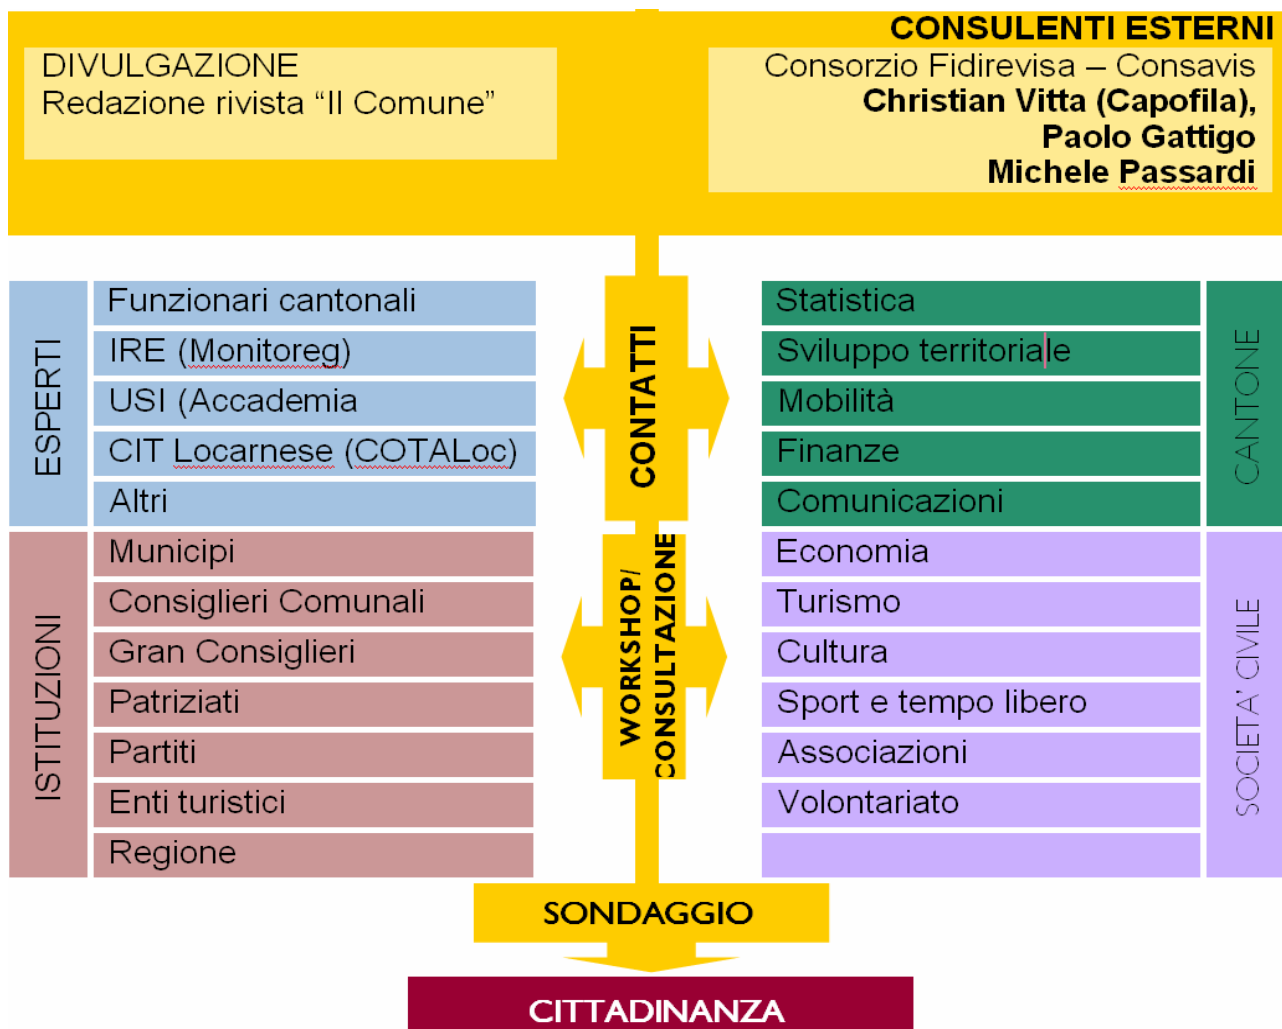 DIVULGAZIONE
Redazione rivista “Il Comune”
CONSULENTI ESTERNI
Consorzio Fidirevisa – Consavis
Christian Vitta (Capofila),
Paolo Gattigo
Michele Passardi
ESPERTI
Funzionari cantonali
IRE (Monitoreg)
USI (Accademia
CIT Locarnese (COTALoc)
Altri
ISTITUZIONI
Municipi
Consiglieri Comunali
Gran Consiglieri
Patriziati
Partiti
Enti turistici
Regione
CONTATTI
WORKSHOP/
CONSULTAZIONE
Statistica
Sviluppo territoriale
Mobilità
Finanze
Comunicazioni
CANTONE
Economia
Turismo
Cultura
Sport e tempo libero
Associazioni
Volontariato
SOCIETA’ CIVILE
SONDAGGIO
CITTADINANZA